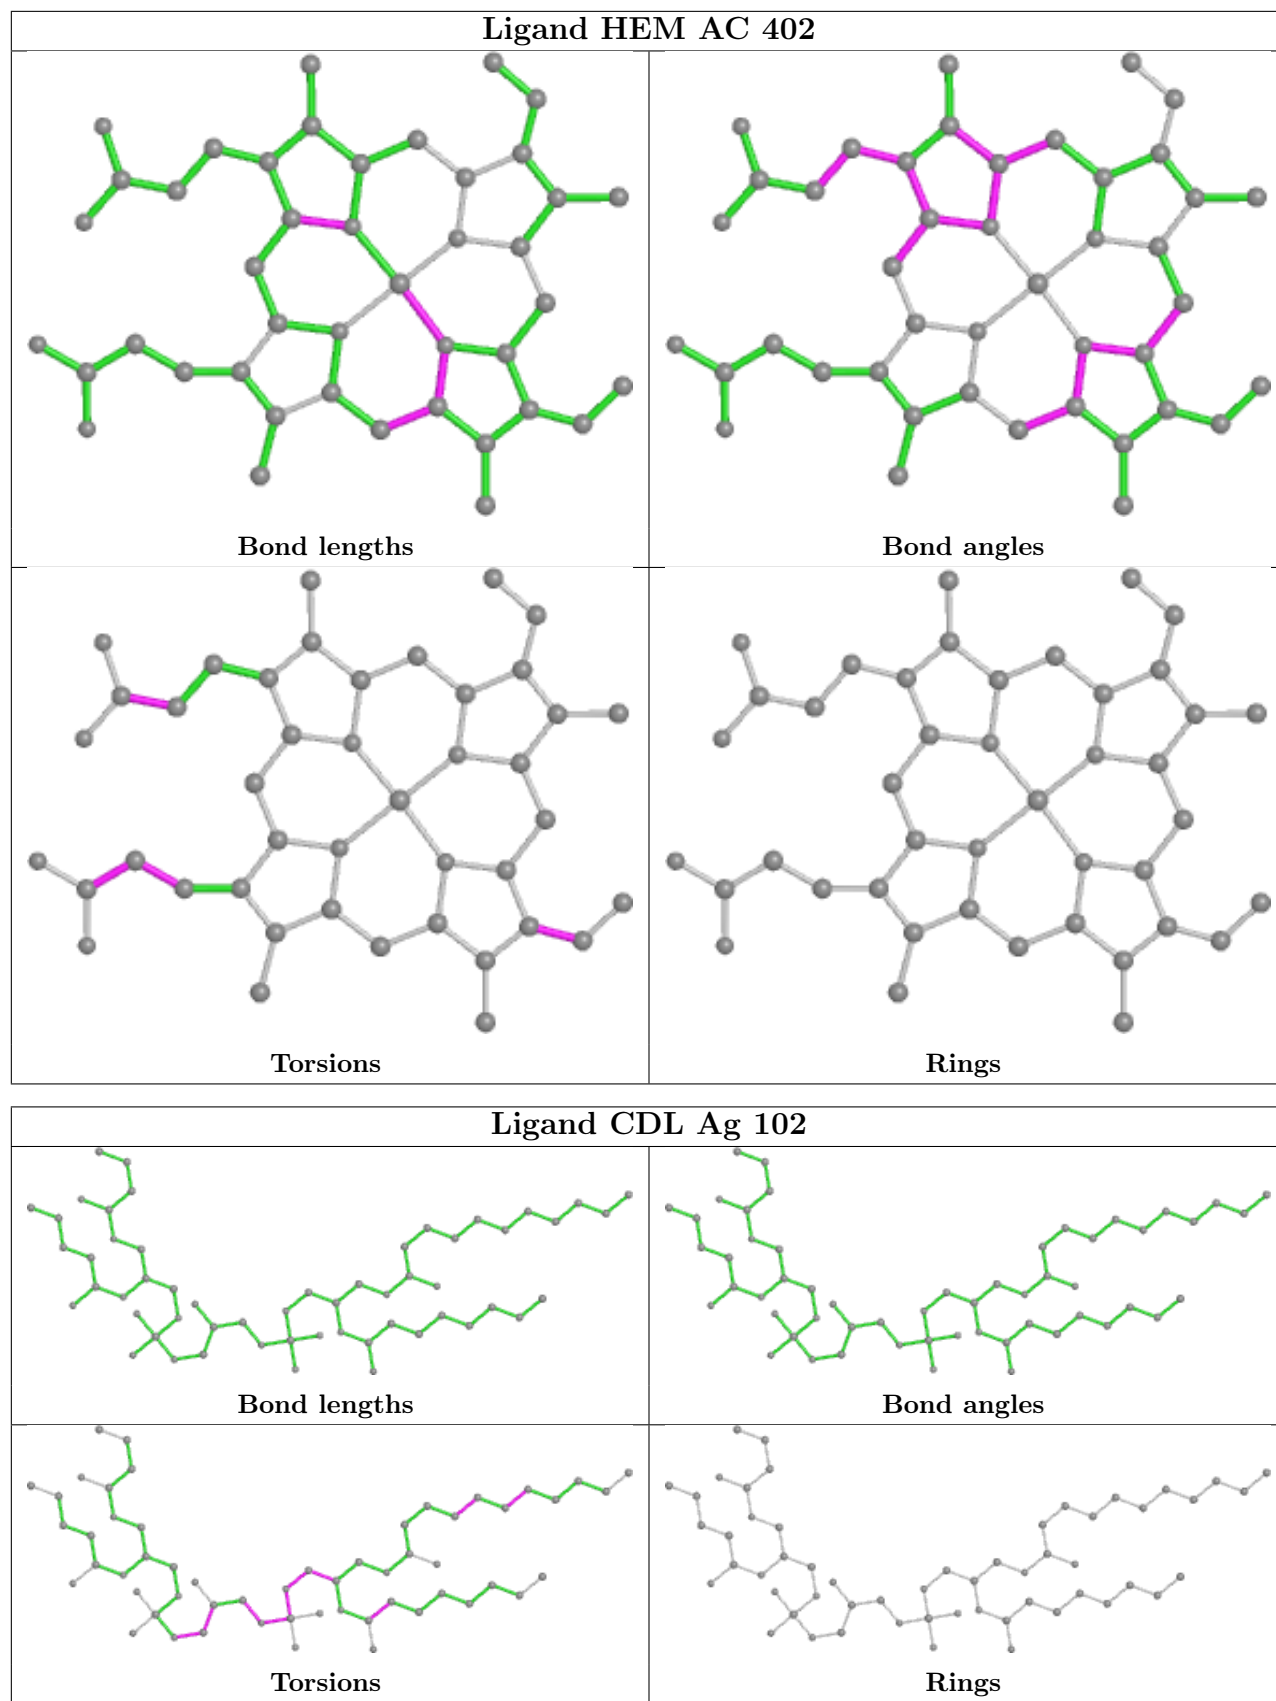 Ligand HEM AC 402
Bond lengths
Bond angles
Torsions
Rings
Ligand CDL Ag 102
Bond lengths
Bond angles
Torsions
Rings